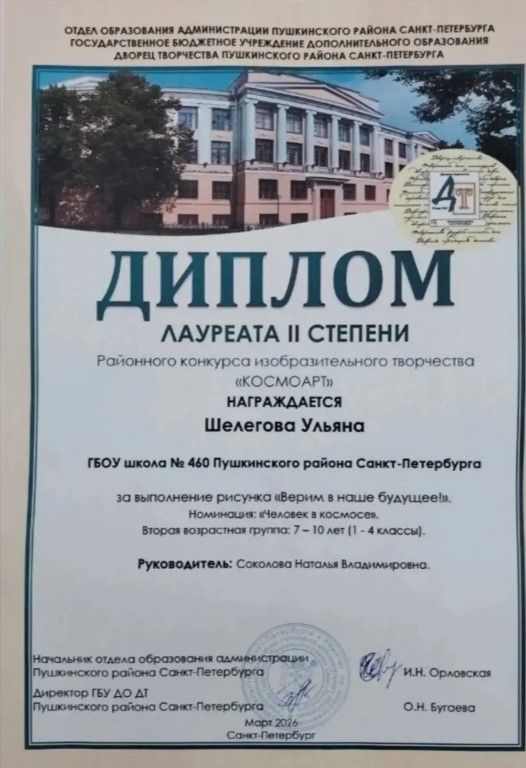 ОТДЕЛ ОБРАЗОВАНИЯ АДМИНИСТРАЦИИ ПУШКИНСКОГО РАЙОНА САНКТ-ПЕТЕРБУРГА
ГОСУДАРСТВЕННОЕ БЮДЖЕТНОЕ УЧРЕЖДЕНИЕ ДОПОЛНИТЕЛЬНОГО ОБРАЗОВАНИЯ
ДВОРЕЦ ТВОРЧЕСТВА ПУШКИНСКОГО РАЙОНА САНКТ-ПЕТЕРБУРГА
ДТ
ДИПЛОМ
ЛАУРЕАТА II СТЕПЕНИ
Районного конкурса изобразительного творчества
«КОСМОАРТ»
НАГРАЖДАЕТСЯ
Шелегова Ульяна
ГБОУ школа № 460 Пушкинского района Санкт-Петербурга
за выполнение рисунка «Верим в наше будущее!».
Номинация: «Человек в космосе».
Вторая возрастная группа: 7 – 10 лет (1 - 4 классы).
Руководитель: Соколова Наталья Владимировна.
Начальник отдела образования администрации
Пушкинского района Санкт-Петербурга И.Н. Орловская
Директор ГБУ ДО ДТ
Пушкинского района Санкт-Петербурга О.Н. Бугаева
Март 2026
Санкт-Петербург